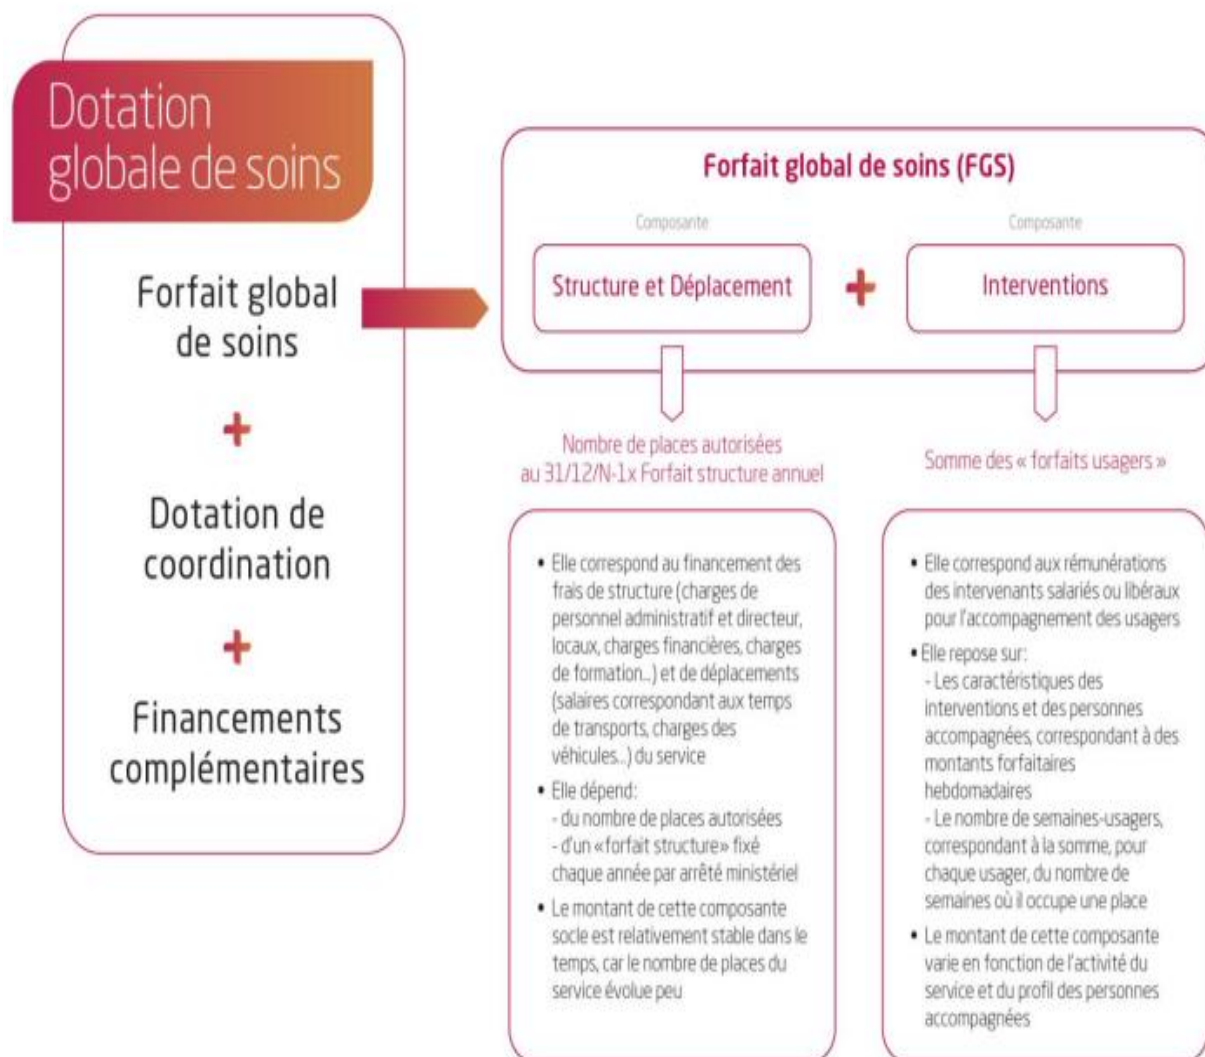 Dotation
globale de soins
Forfait global
de soins
+
Dotation de
coordination
+
Financements
complémentaires
Forfait global de soins (FGS)
Composante
Structure et Déplacement
+
Composante
Interventions
Nombre de places autorisées
au 31/12/N-1x Forfait structure annuel
Somme des « forfaits usagers »
• Elle correspond au financement des
frais de structure (charges de
personnel administratif et directeur,
locaux, charges financières, charges
de formation...) et de déplacements
(salaires correspondant aux temps
de transports, charges des
véhicules...) du service
• Elle dépend:
- du nombre de places autorisées
- d'un «forfait structure» fixé
chaque année par arrêté ministériel
• Le montant de cette composante
socle est relativement stable dans le
temps, car le nombre de places du
service évolue peu
• Elle correspond aux rémunérations
des intervenants salariés ou libéraux
pour l'accompagnement des usagers
• Elle repose sur:
- Les caractéristiques des
interventions et des personnes
accompagnées, correspondant à des
montants forfaitaires
hebdomadaires
- Le nombre de semaines-usagers,
correspondant à la somme, pour
chaque usager, du nombre de
semaines où il occupe une place
• Le montant de cette composante
varie en fonction de l'activité du
service et du profil des personnes
accompagnées